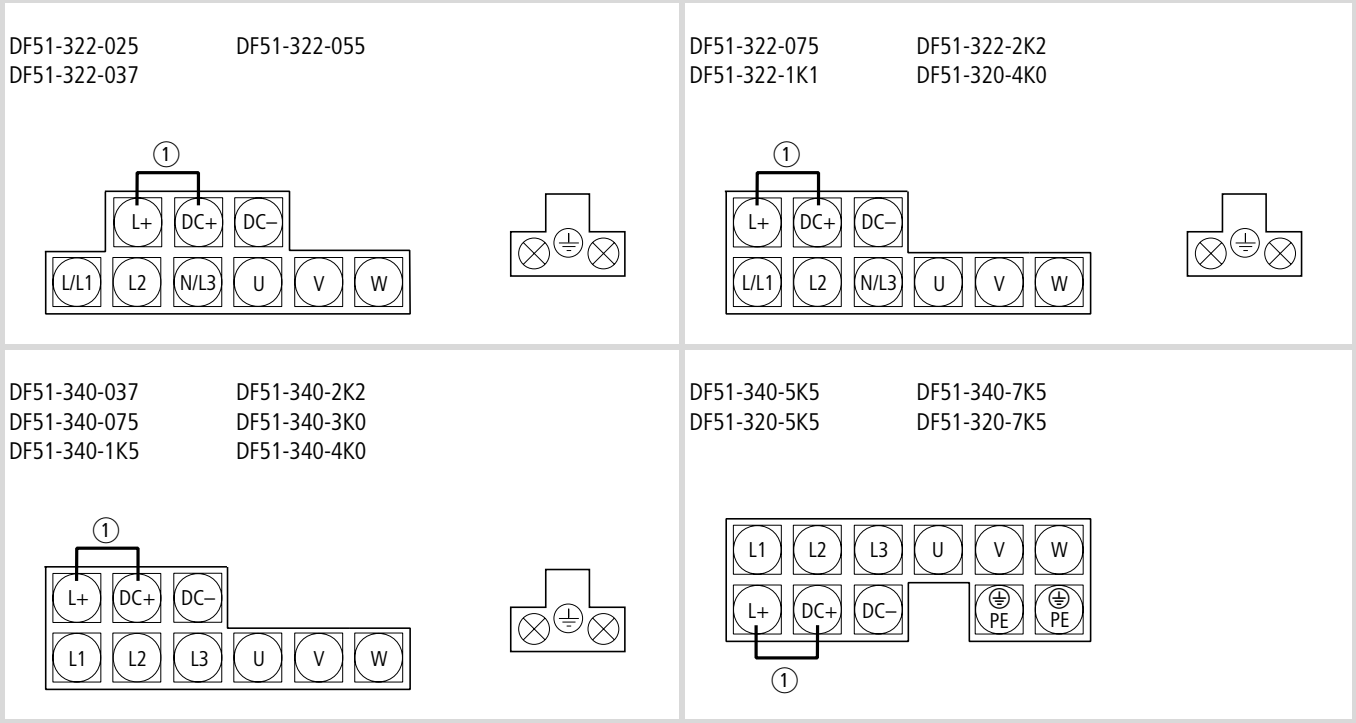 DF51-322-025 DF51-322-055
DF51-322-037
1
L+ DC+ DC–
L/L1 L2 N/L3 U V W
DF51-322-075 DF51-322-2K2
DF51-322-1K1 DF51-320-4K0
1
L+ DC+ DC–
L/L1 L2 N/L3 U V W
DF51-340-037 DF51-340-2K2
DF51-340-075 DF51-340-3K0
DF51-340-1K5 DF51-340-4K0
1
L+ DC+ DC–
L1 L2 L3 U V W
DF51-340-5K5 DF51-340-7K5
DF51-320-5K5 DF51-320-7K5
L1 L2 L3 U V W
L+ DC+ DC– PE PE
1